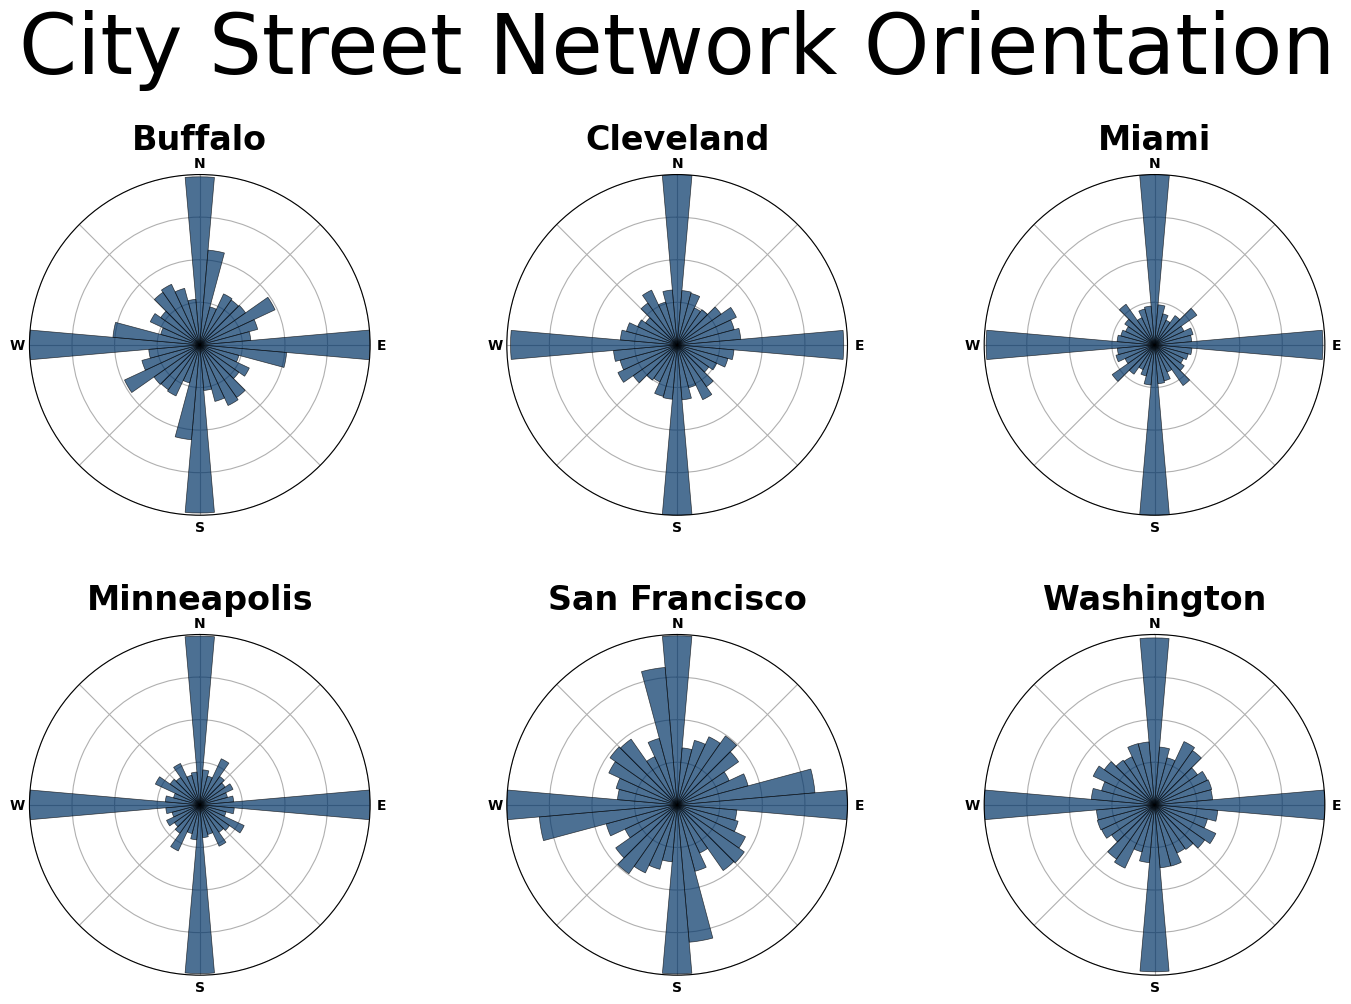 City Street Network Orientation
Buffalo Cleveland Miami
N N N
W E W E W E
S S S
Minneapolis San Francisco Washington
N N N
W E W E W E
S S S